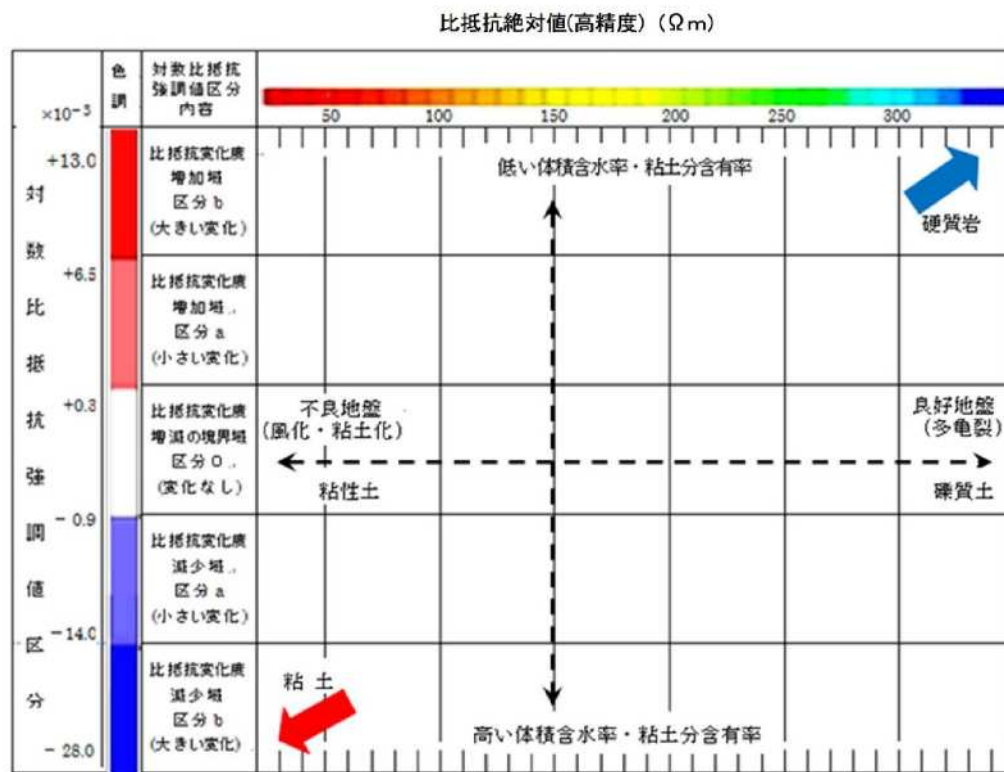 比抵抗絶対値(高精度)(Ωm)
色
調
対数比抵抗
強調値区分
内容
×10⁻³
50
100
150
200
250
300
+13.0
+6.5
+0.3
- 0.9
-14.0
- 28.0
対
数
比
抵
抗
強
調
値
区
分
比抵抗変化度
増加域
区分b
(大きい変化)
低い体積含水率・粘土分含有率
硬質岩
比抵抗変化度
増加域
区分a
(小さい変化)
比抵抗変化度
増減の境界域
区分0
(変化なし)
不良地盤
(風化・粘土化)
良好地盤
(多亀裂)
粘性土
礫質土
比抵抗変化度
減少域
区分a
(小さい変化)
比抵抗変化度
減少域
区分b
(大きい変化)
粘 土
高い体積含水率・粘土分含有率